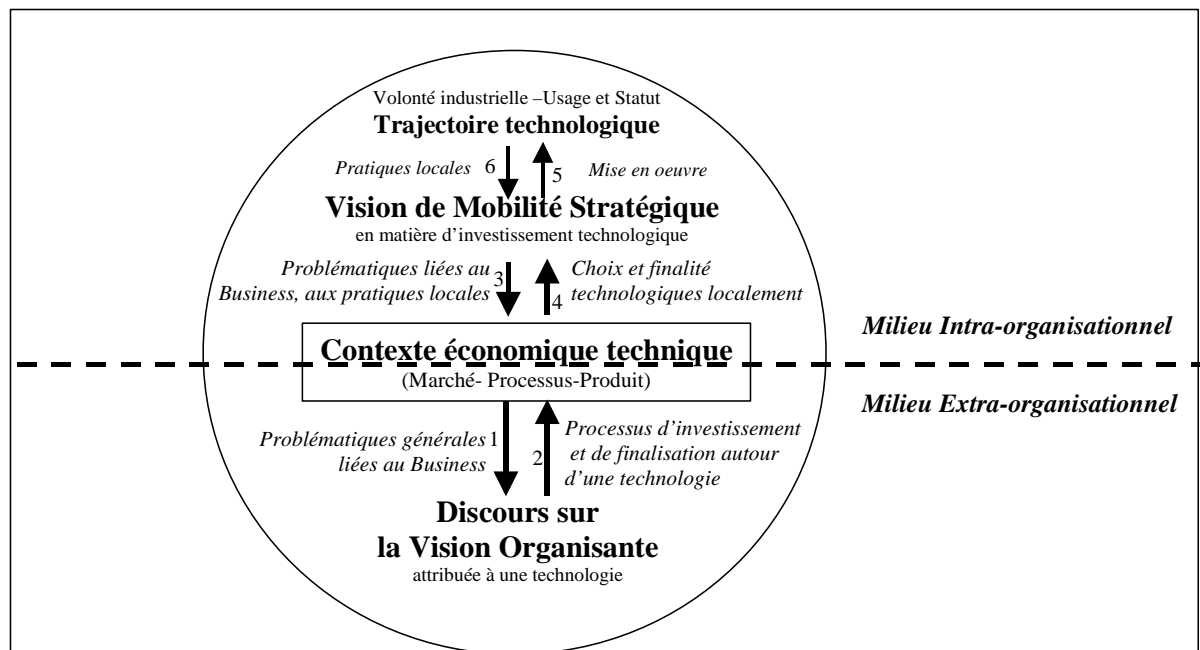 Volonté industrielle –Usage et Statut
Trajectoire technologique
Pratiques locales 6 5 Mise en oeuvre
Vision de Mobilité Stratégique
en matière d'investissement technologique
Problématiques liées au 3 Choix et finalité
Business, aux pratiques locales 4 technologiques localement
Milieu Intra-organisationnel
Contexte économique technique
(Marché- Processus-Produit)
Milieu Extra-organisationnel
Problématiques générales 1 Processus d'investissement
liées au Business 2 et de finalisation autour
d'une technologie
Discours sur
la Vision Organisante
attribuée à une technologie